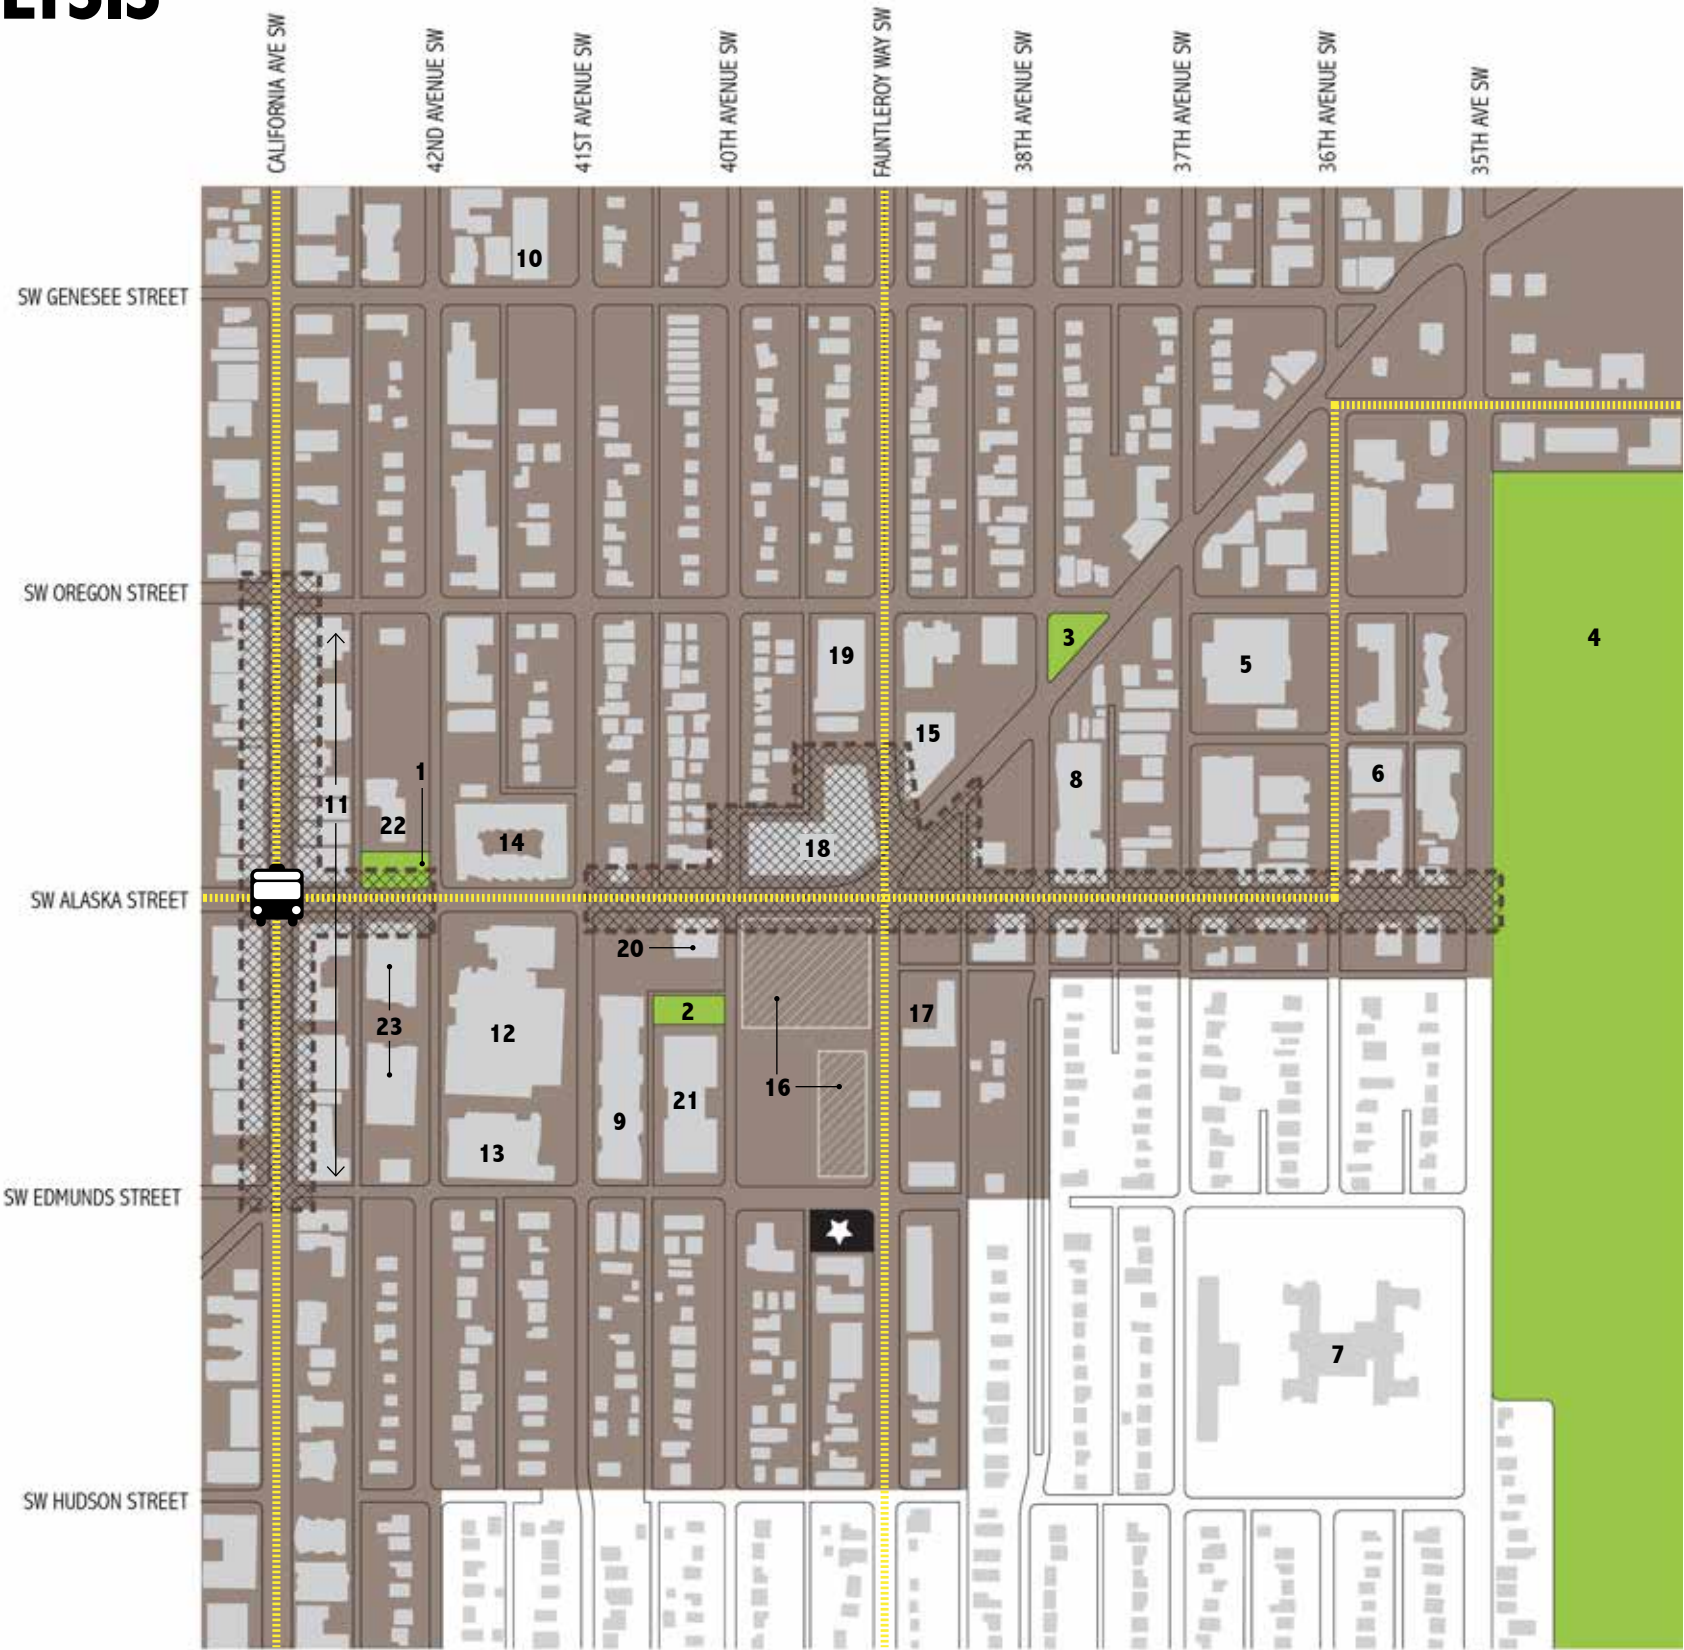 CALIFORNIA AVE SW
42ND AVENUE SW
41ST AVENUE SW
40TH AVENUE SW
FAUNTLEROY WAY SW
38TH AVENUE SW
37TH AVENUE SW
36TH AVENUE SW
35TH AVE SW
10
SW GENESEE STREET
SW OREGON STREET
3
4
19
5
15
1
6
8
11
22
14
18
SW ALASKA STREET
20
2
17
23
12
16
21
9
13
SW EDMUNDS STREET
7
SW HUDSON STREET